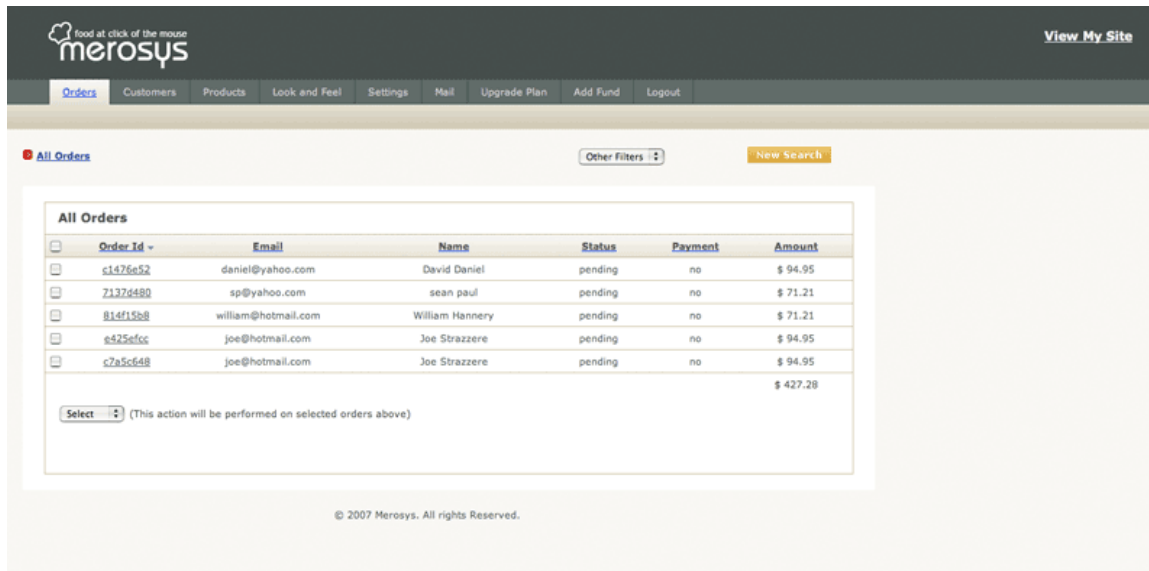 food at click of the mouse
merosys
View My Site
Orders Customers Products Look and Feel Settings Mail Upgrade Plan Add Fund Logout
All Orders Other Filters New Search
All Orders
Order Id Email Name Status Payment Amount
c1476e52 daniel@yahoo.com David Daniel pending no $ 94.95
7137d480 sp@yahoo.com sean paul pending no $ 71.21
814f15b8 william@hotmail.com William Hannery pending no $ 71.21
e425efcc joe@hotmail.com Joe Strazzere pending no $ 94.95
c7a5c648 joe@hotmail.com Joe Strazzere pending no $ 94.95
$ 427.28
Select (This action will be performed on selected orders above)
© 2007 Merosys. All rights Reserved.